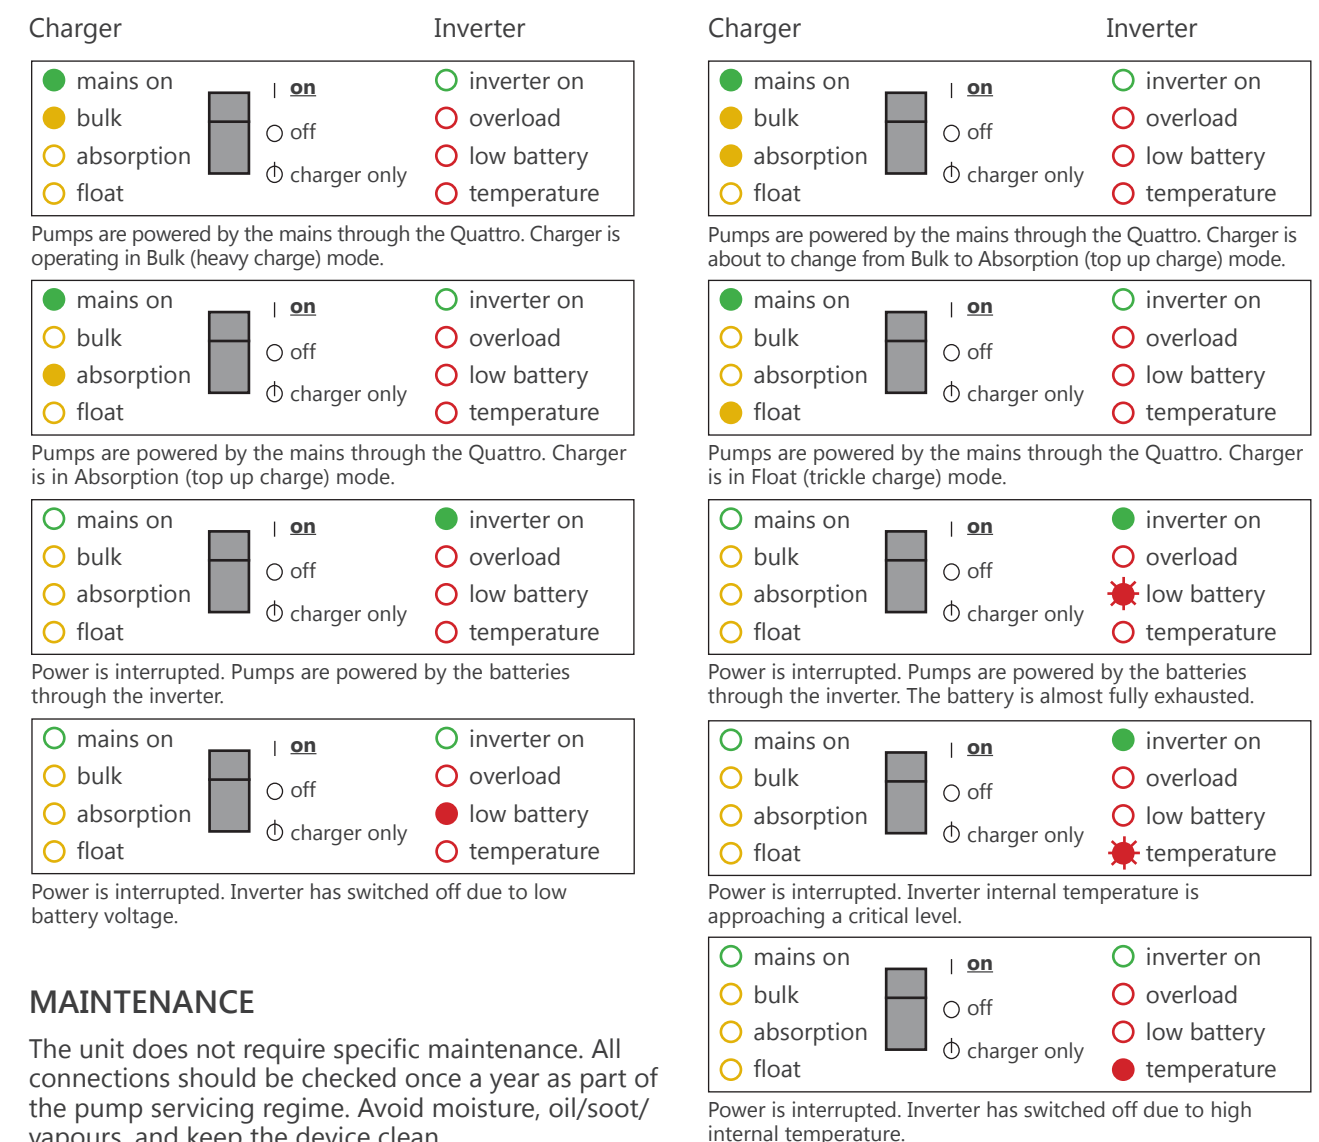 Charger
Inverter
mains on
bulk
absorption
float
on
off
charger only
inverter on
overload
low battery
temperature
Pumps are powered by the mains through the Quattro. Charger is
operating in Bulk (heavy charge) mode.
mains on
bulk
absorption
float
on
off
charger only
inverter on
overload
low battery
temperature
Pumps are powered by the mains through the Quattro. Charger
is in Absorption (top up charge) mode.
mains on
bulk
absorption
float
on
off
charger only
inverter on
overload
low battery
temperature
Power is interrupted. Pumps are powered by the batteries
through the inverter.
mains on
bulk
absorption
float
on
off
charger only
inverter on
overload
low battery
temperature
Power is interrupted. Inverter has switched off due to low
battery voltage.
MAINTENANCE
The unit does not require specific maintenance. All
connections should be checked once a year as part of
the pump servicing regime. Avoid moisture, oil/soot/
vapours, and keep the device clean.
Charger
Inverter
mains on
bulk
absorption
float
on
off
charger only
inverter on
overload
low battery
temperature
Pumps are powered by the mains through the Quattro. Charger is
about to change from Bulk to Absorption (top up charge) mode.
mains on
bulk
absorption
float
on
off
charger only
inverter on
overload
low battery
temperature
Pumps are powered by the mains through the Quattro. Charger
is in Float (trickle charge) mode.
mains on
bulk
absorption
float
on
off
charger only
inverter on
overload
low battery
temperature
Power is interrupted. Pumps are powered by the batteries
through the inverter. The battery is almost fully exhausted.
mains on
bulk
absorption
float
on
off
charger only
inverter on
overload
low battery
temperature
Power is interrupted. Inverter internal temperature is
approaching a critical level.
mains on
bulk
absorption
float
on
off
charger only
inverter on
overload
low battery
temperature
Power is interrupted. Inverter has switched off due to high
internal temperature.